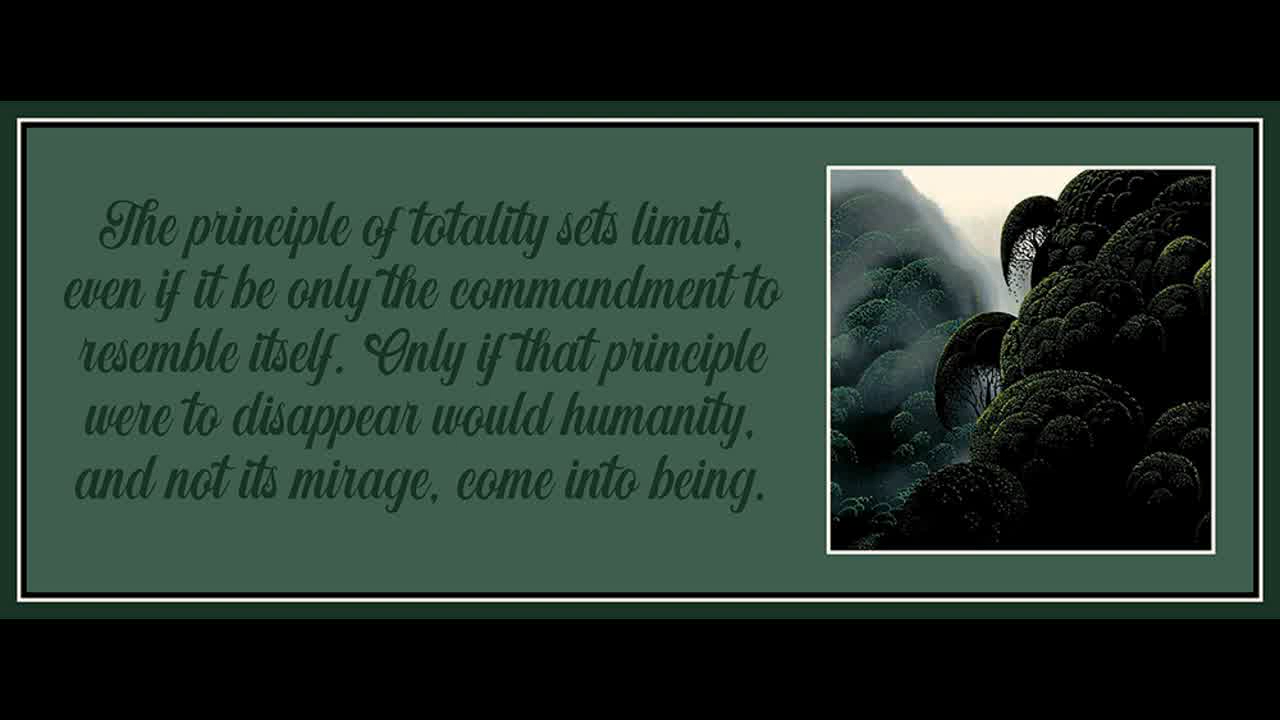 The principle of totality sets limits,
even if it be only the commandment to
resemble itself. Only if that principle
were to disappear would humanity,
and not its mirage, come into being.